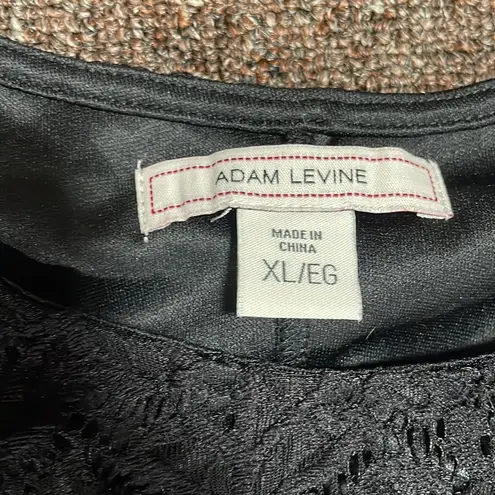 ADAM LEVINE
MADE IN
CHINA
XL/EG